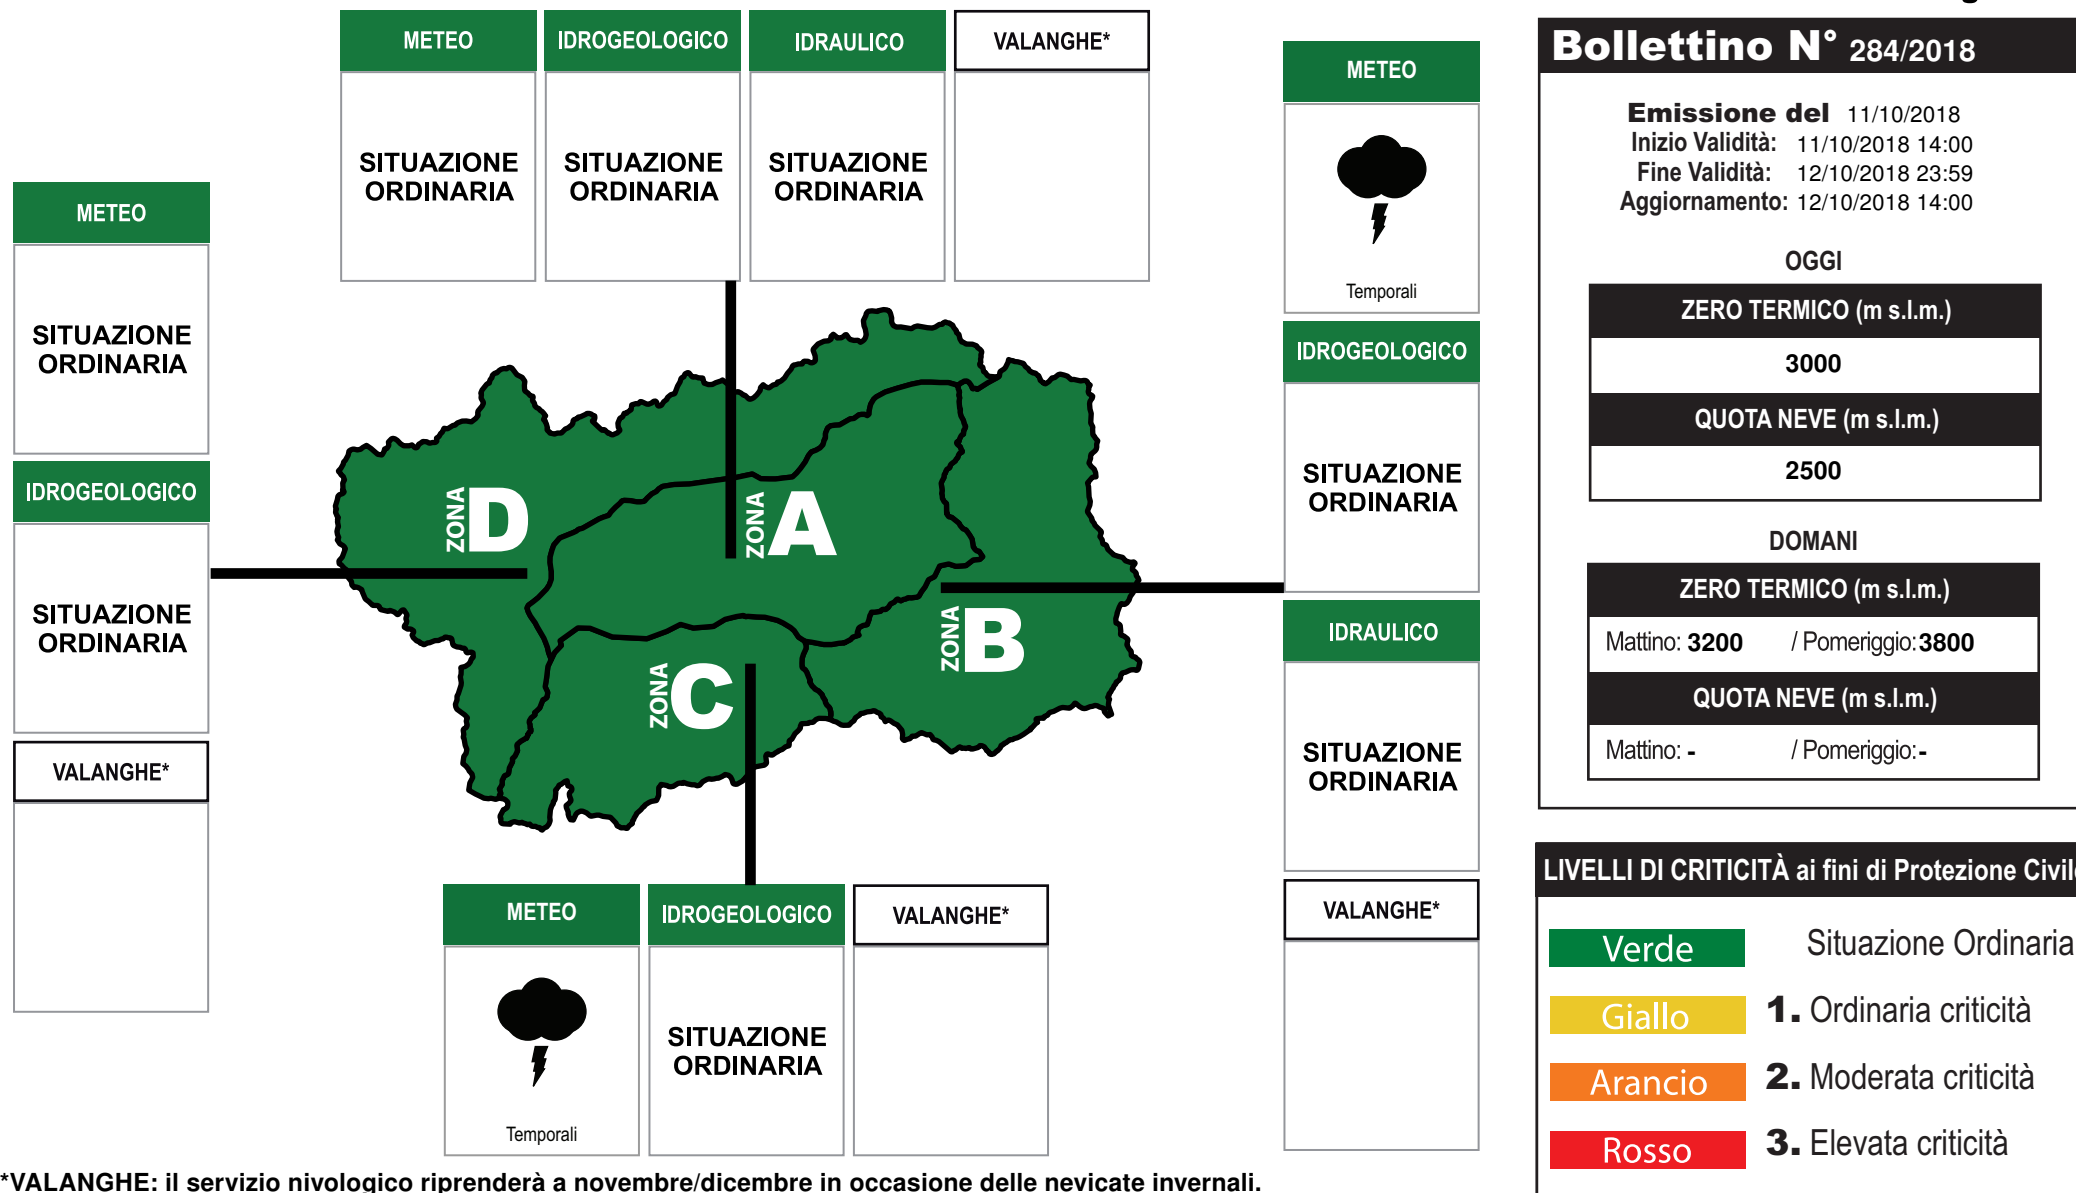 METEO
IDROGEOLOGICO
IDRAULICO
VALANGHE*
SITUAZIONE
ORDINARIA
SITUAZIONE
ORDINARIA
SITUAZIONE
ORDINARIA
METEO
SITUAZIONE
ORDINARIA
IDROGEOLOGICO
SITUAZIONE
ORDINARIA
VALANGHE*
ZONA D
ZONA A
ZONA B
ZONA C
METEO
Temporali
IDROGEOLOGICO
SITUAZIONE
ORDINARIA
IDRAULICO
SITUAZIONE
ORDINARIA
VALANGHE*
METEO
IDROGEOLOGICO
VALANGHE*
Temporali
SITUAZIONE
ORDINARIA
*VALANGHE: il servizio nivologico riprenderà a novembre/dicembre in occasione delle nevicate invernali.
Bollettino N° 284/2018
Emissione del 11/10/2018
Inizio Validità: 11/10/2018 14:00
Fine Validità: 12/10/2018 23:59
Aggiornamento: 12/10/2018 14:00
OGGI
ZERO TERMICO (m s.l.m.)
3000
QUOTA NEVE (m s.l.m.)
2500
DOMANI
ZERO TERMICO (m s.l.m.)
Mattino: 3200 / Pomeriggio: 3800
QUOTA NEVE (m s.l.m.)
Mattino: - / Pomeriggio: -
LIVELLI DI CRITICITÀ ai fini di Protezione Civile
Verde Situazione Ordinaria
Giallo 1. Ordinaria criticità
Arancio 2. Moderata criticità
Rosso 3. Elevata criticità